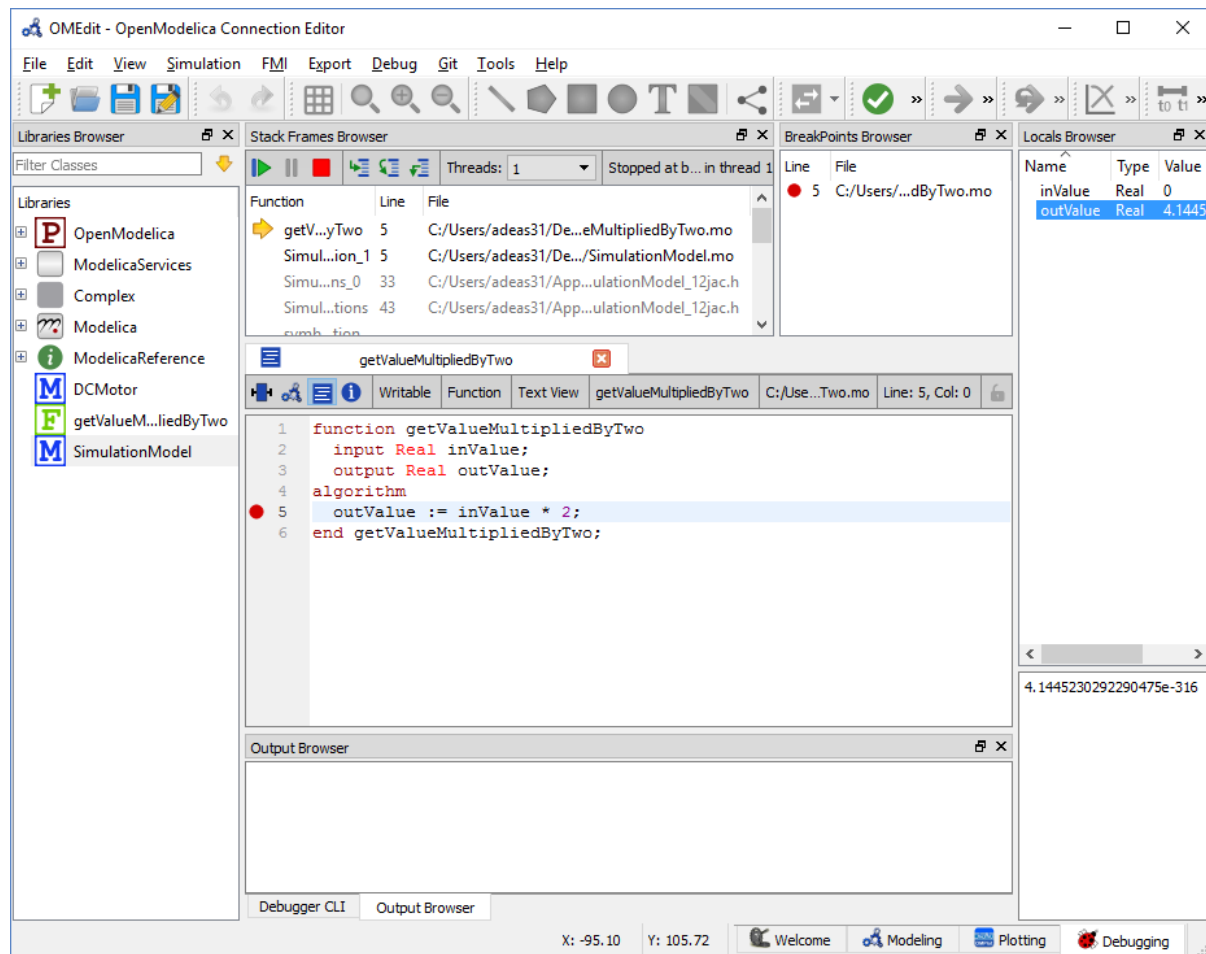 OMEdit - OpenModelica Connection Editor
File Edit View Simulation FMI Export Debug Git Tools Help
T » » » » t0 t1 »
Libraries Browser
Filter Classes
Libraries
P OpenModelica
ModelicaServices
Complex
Modelica
i ModelicaReference
M DCMotor
F getValueM...liedByTwo
M SimulationModel
Stack Frames Browser
Threads: 1 Stopped at b... in thread 1
Function Line File
getV...yTwo 5 C:/Users/adeas31/De...eMultipliedByTwo.mo
Simul...ion_1 5 C:/Users/adeas31/De.../SimulationModel.mo
Simu...ns_0 33 C:/Users/adeas31/App...ulationModel_12jac.h
Simul...tions 43 C:/Users/adeas31/App...ulationModel_12jac.h
symb...tion
BreakPoints Browser
Line File
5 C:/Users/...dByTwo.mo
Locals Browser
Name Type Value
inValue Real 0
outValue Real 4.1445
4.1445230292290475e-316
getValueMultipliedByTwo
i Writable Function Text View getValueMultipliedByTwo C:/Use...Two.mo Line: 5, Col: 0
1 function getValueMultipliedByTwo
2 input Real inValue;
3 output Real outValue;
4 algorithm
5 outValue := inValue * 2;
6 end getValueMultipliedByTwo;
Output Browser
Debugger CLI Output Browser
X: -95.10 Y: 105.72 Welcome Modeling Plotting Debugging